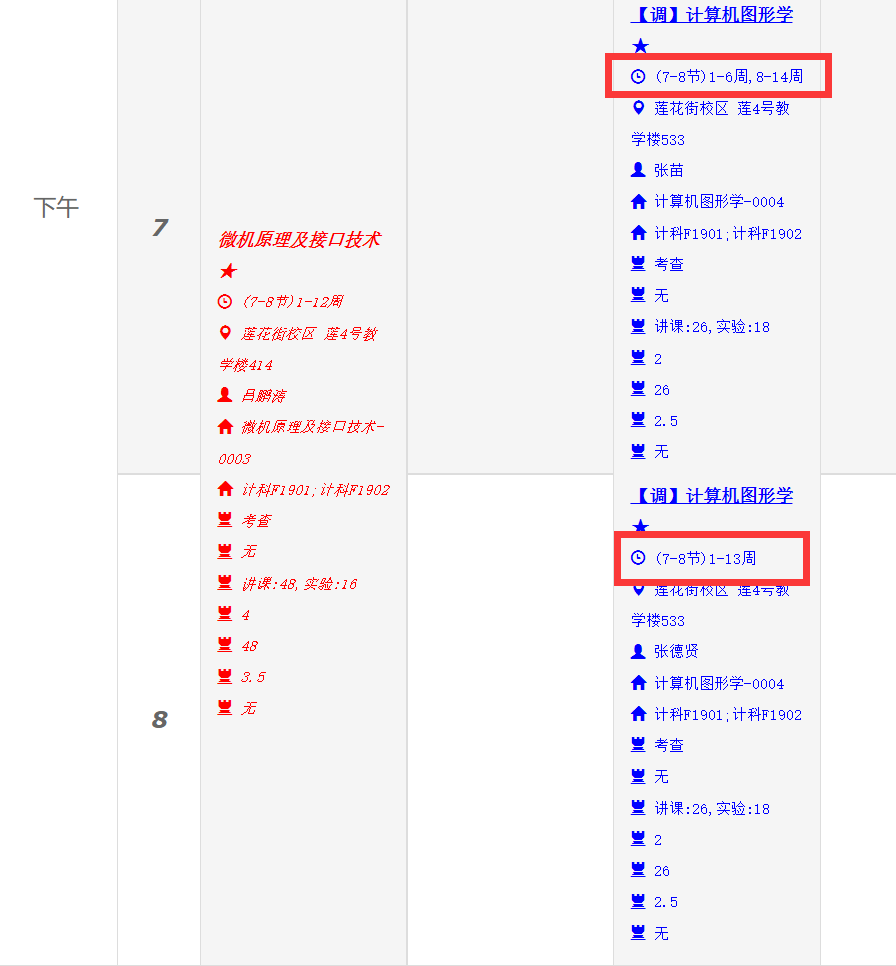 下午
7
微机原理及接口技术
★
(7-8节)1-12周
莲花街校区 莲4号教
学楼414
吕鹏涛
微机原理及接口技术-
0003
计科F1901;计科F1902
考查
无
讲课:48,实验:16
4
48
3.5
无
【调】计算机图形学
★
(7-8节)1-6周,8-14周
莲花街校区 莲4号教
学楼533
张苗
计算机图形学-0004
计科F1901;计科F1902
考查
无
讲课:26,实验:18
2
26
2.5
无
8
【调】计算机图形学
★
(7-8节)1-13周
莲花街校区 莲4号教
学楼533
张德贤
计算机图形学-0004
计科F1901;计科F1902
考查
无
讲课:26,实验:18
2
26
2.5
无